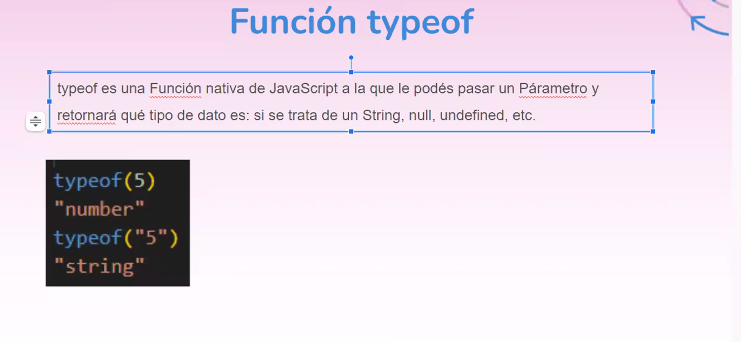 Función typeof
typeof es una Función nativa de JavaScript a la que le podés pasar un Párametro y
retornará qué tipo de dato es: si se trata de un String, null, undefined, etc.
typeof(5)
"number"
typeof("5")
"string"